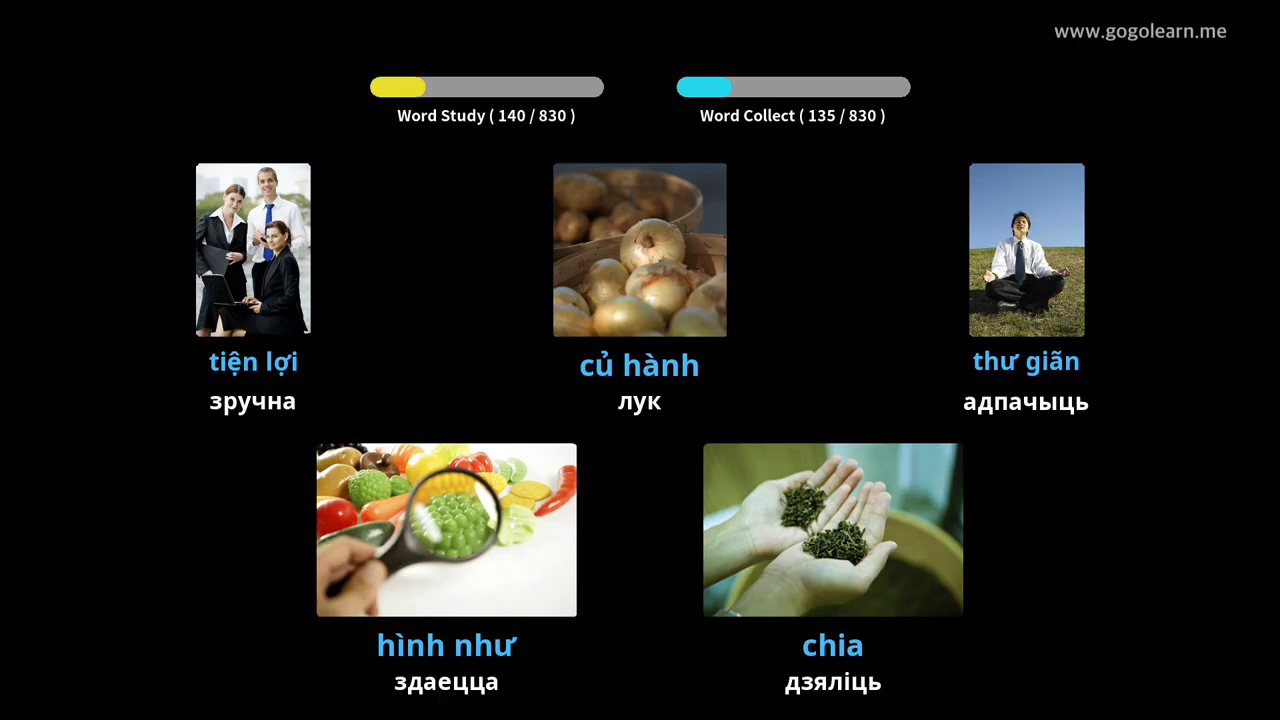 www.gogolearn.me
Word Study ( 140 / 830 )
Word Collect ( 135 / 830 )
tiện lợi
зручна
củ hành
лук
thư giãn
адпачыць
hình như
здаецца
chia
дзяліць